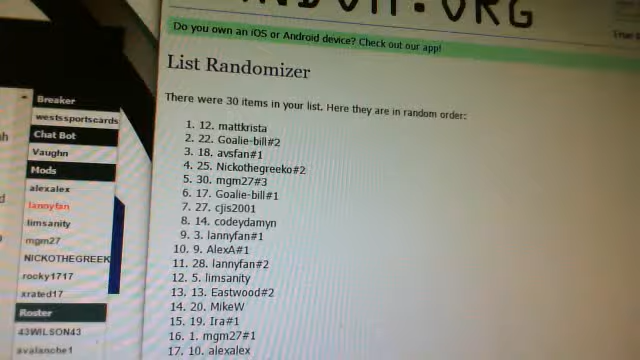 .ORG
Do you own an iOS or Android device? Check out our app!
List Randomizer
There were 30 items in your list. Here they are in random order:
1. 12. mattkrista
2. 22. Goalie-bill#2
3. 18. avsfan#1
4. 25. Nickothegreeko#2
5. 30. mgm27#3
6. 17. Goalie-bill#1
7. 27. cjis2001
8. 14. codeydamyn
9. 3. lannyfan#1
10. 9. AlexA#1
11. 28. lannyfan#2
12. 5. limsanity
13. 13. Eastwood#2
14. 20. MikeW
15. 19. Ira#1
16. 1. mgm27#1
17. 10. alexalex
Breaker
westssportscards
Chat Bot
Vaughn
Mods
alexalex
lannyfan
limsanity
mgm27
NICKOTHEGREEK
rocky1717
xrated17
Roster
43WILSON43
avalanche1